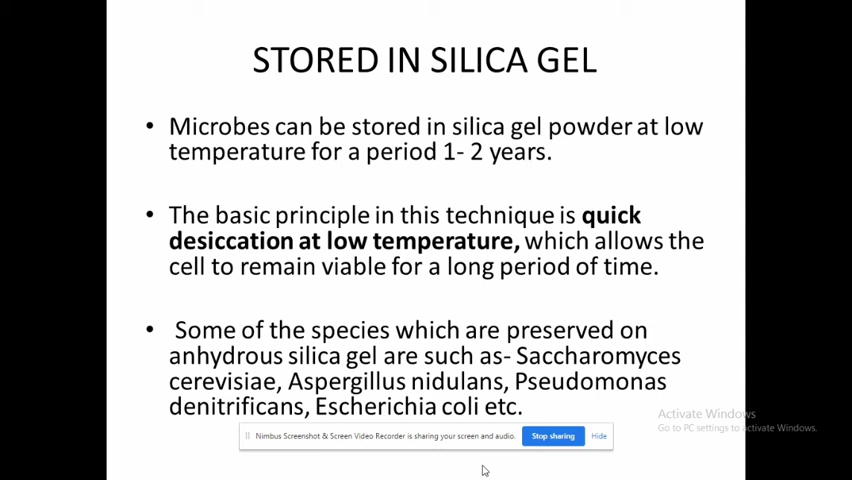 STORED IN SILICA GEL
• Microbes can be stored in silica gel powder at low
temperature for a period 1- 2 years.
• The basic principle in this technique is quick
desiccation at low temperature, which allows the
cell to remain viable for a long period of time.
• Some of the species which are preserved on
anhydrous silica gel are such as- Saccharomyces
cerevisiae, Aspergillus nidulans, Pseudomonas
denitrificans, Escherichia coli etc.
Activate Windows
Go to PC settings to activate Windows.
Nimbus Screenshot & Screen Video Recorder is sharing your screen and audio. Stop sharing Hide